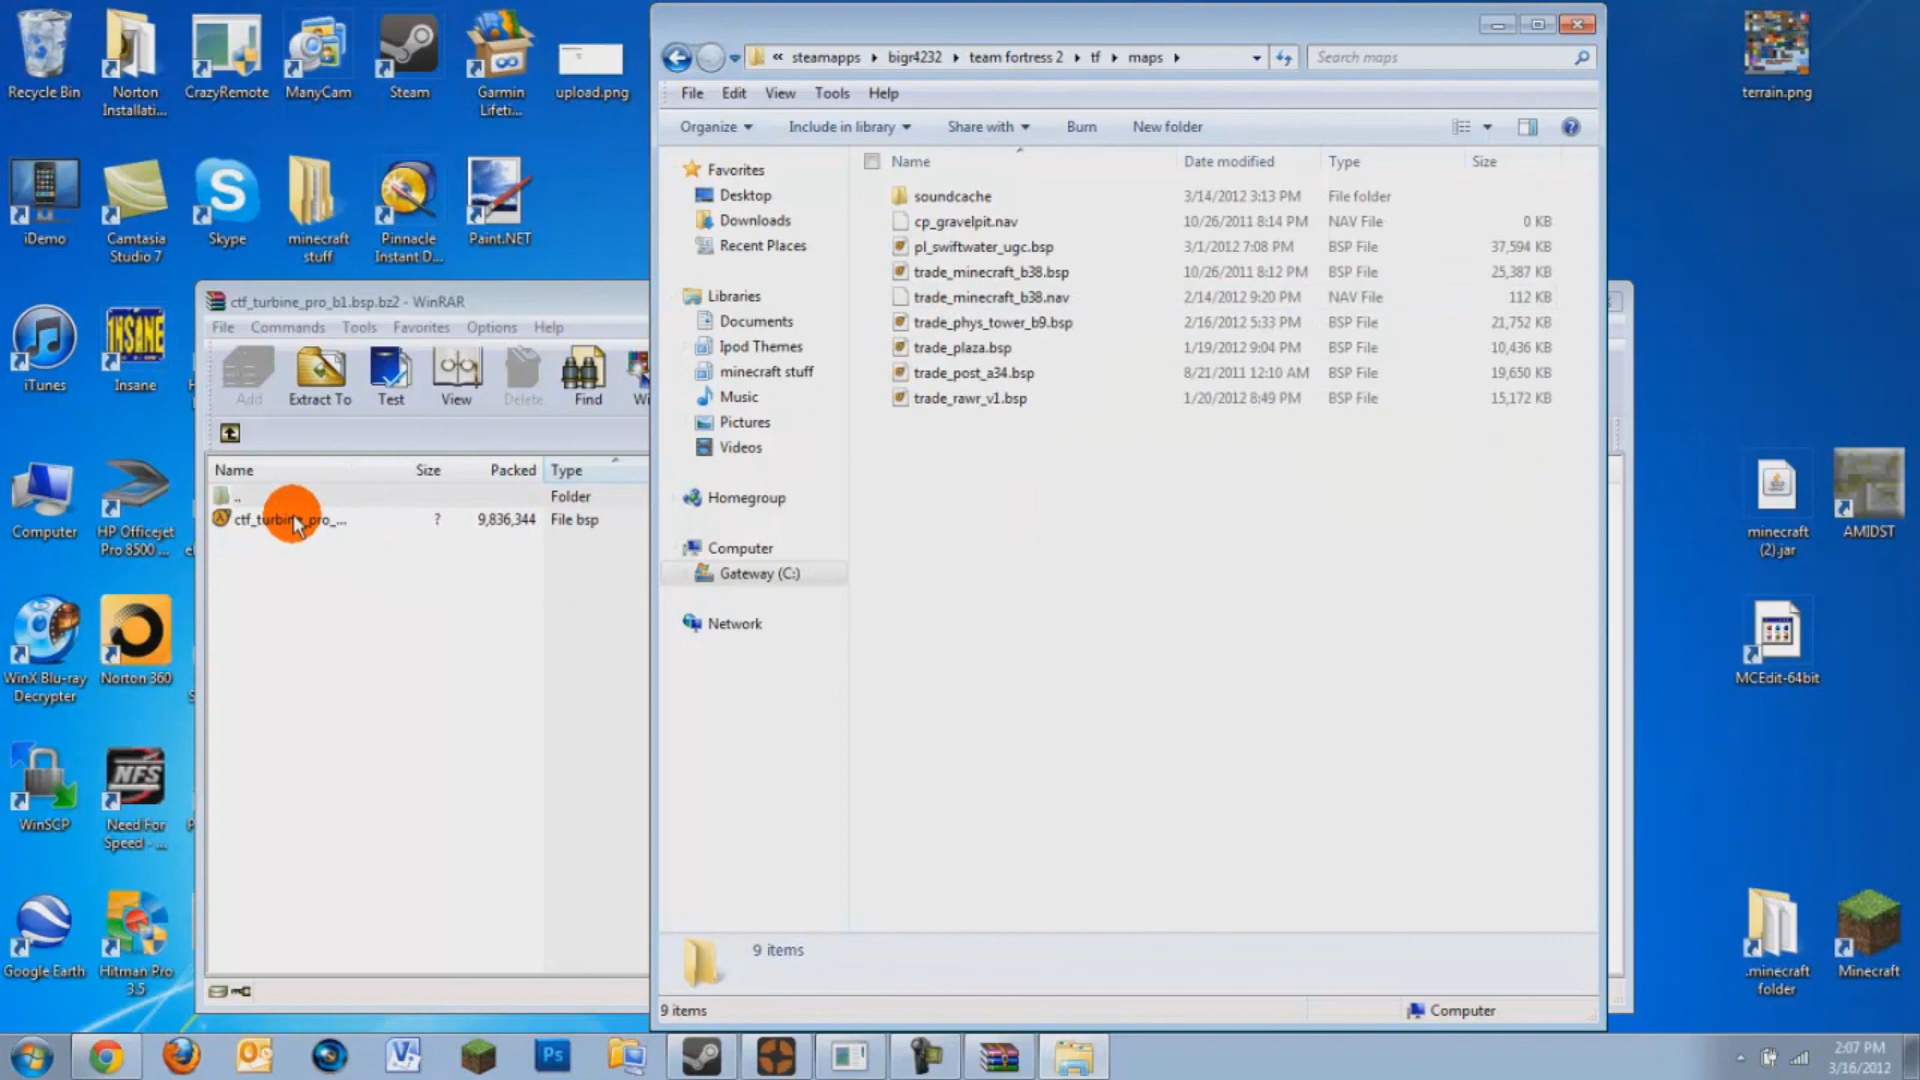 Recycle Bin
Norton
Installati...
CrazyRemote
ManyCam
Steam
Garmin
Lifeti...
upload.png
iDemo
Camtasia
Studio 7
Skype
minecraft
stuff
Pinnacle
Instant D...
Paint.NET
iTunes
INSANE
Insane
Computer
HP Officejet
Pro 8500 ...
WinX Blu-ray
Decrypter
Norton 360
WinSCP
NFS
Need For
Speed - ...
Google Earth
Hitman Pro
3.5
ctf_turbine_pro_b1.bsp.bz2 - WinRAR
File Commands Tools Favorites Options Help
Add Extract To Test View Delete Find Wi
Name Size Packed Type
.. Folder
ctf_turbine_pro_... ? 9,836,344 File bsp
« steamapps bigr4232 team fortress 2 tf maps
Search maps
File Edit View Tools Help
Organize Include in library Share with Burn New folder
Favorites
Desktop
Downloads
Recent Places
Libraries
Documents
Ipod Themes
minecraft stuff
Music
Pictures
Videos
Homegroup
Computer
Gateway (C:)
Network
Name Date modified Type Size
soundcache 3/14/2012 3:13 PM File folder
cp_gravelpit.nav 10/26/2011 8:14 PM NAV File 0 KB
pl_swiftwater_ugc.bsp 3/1/2012 7:08 PM BSP File 37,594 KB
trade_minecraft_b38.bsp 10/26/2011 8:12 PM BSP File 25,387 KB
trade_minecraft_b38.nav 2/14/2012 9:20 PM NAV File 112 KB
trade_phys_tower_b9.bsp 2/16/2012 5:33 PM BSP File 21,752 KB
trade_plaza.bsp 1/19/2012 9:04 PM BSP File 10,436 KB
trade_post_a34.bsp 8/21/2011 12:10 AM BSP File 19,650 KB
trade_rawr_v1.bsp 1/20/2012 8:49 PM BSP File 15,172 KB
9 items
9 items
Computer
terrain.png
minecraft
(2).jar
AMIDST
MCEdit-64bit
.minecraft
folder
Minecraft
Ps
2:07 PM
3/16/2012